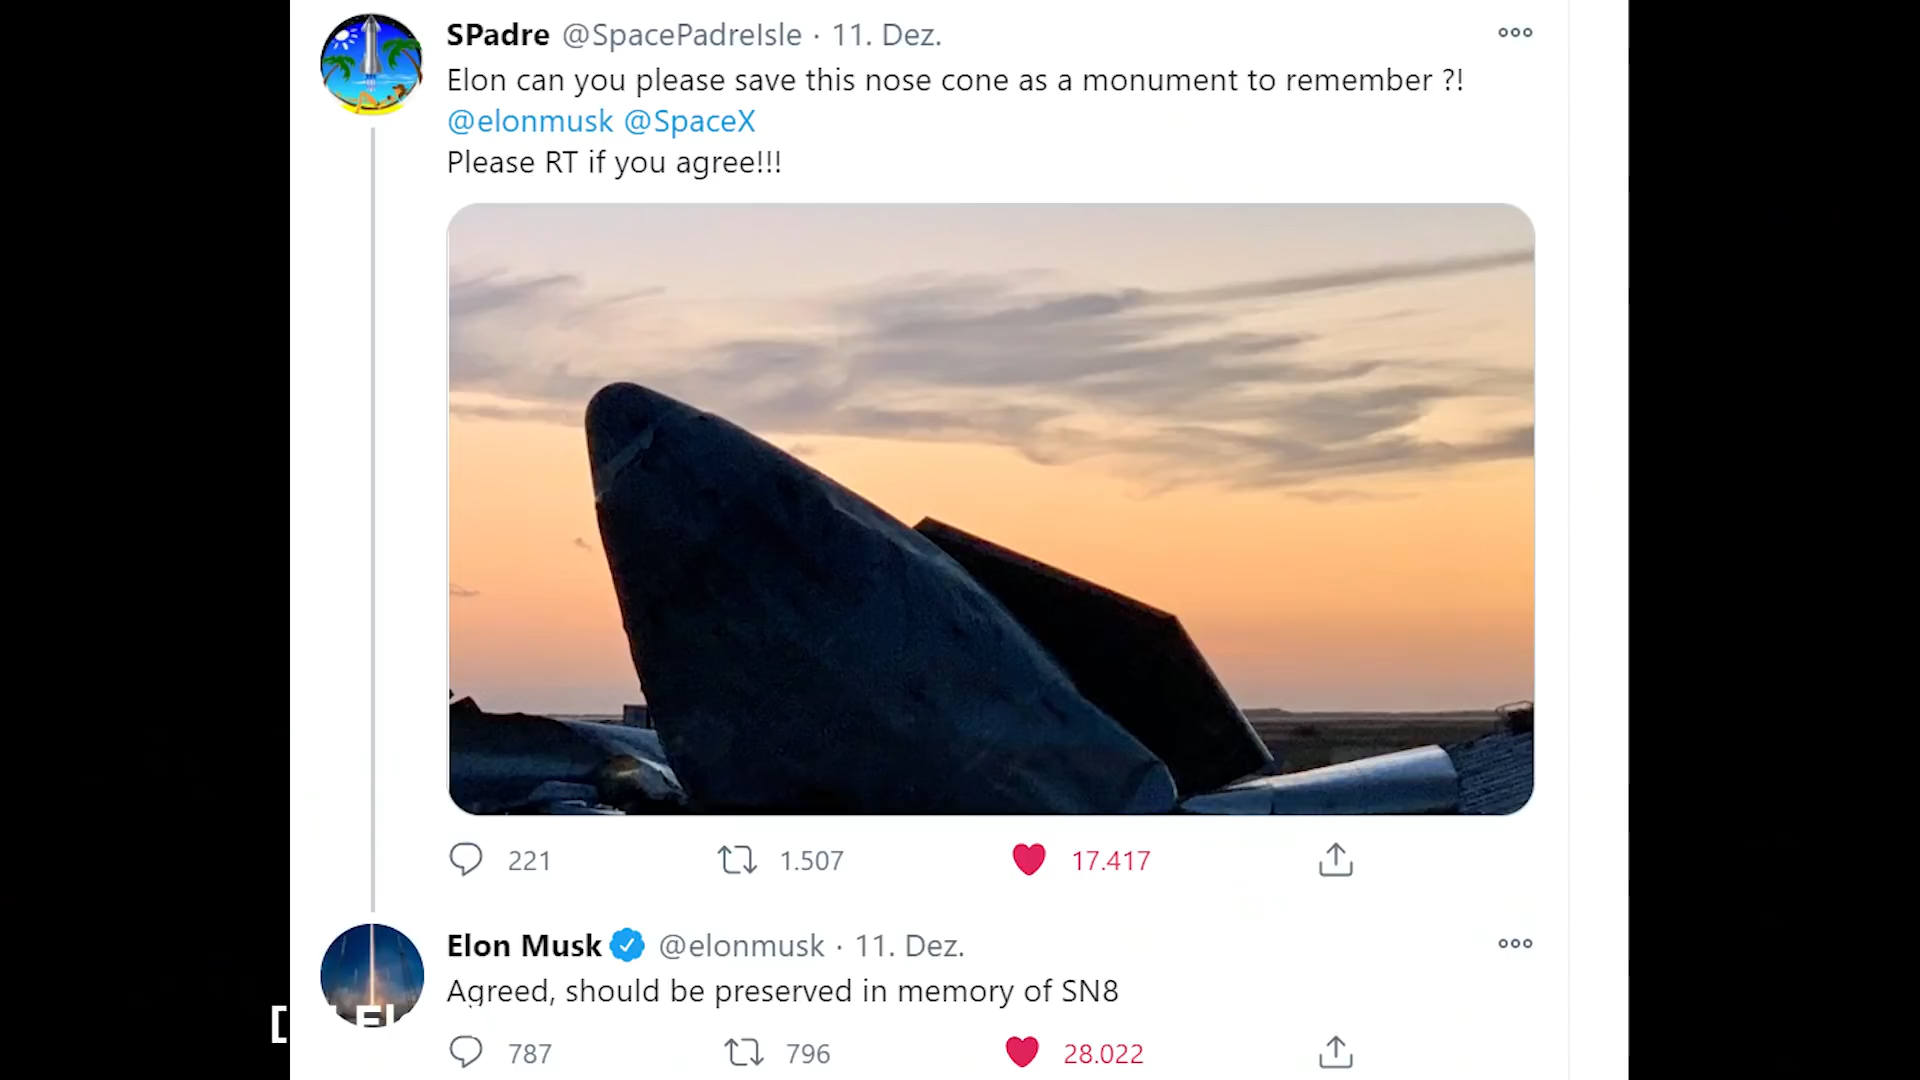 SPadre @SpacePadreIsle · 11. Dez.
Elon can you please save this nose cone as a monument to remember ?!
@elonmusk @SpaceX
Please RT if you agree!!!
221 1.507 17.417
Elon Musk @elonmusk · 11. Dez.
Agreed, should be preserved in memory of SN8
787 796 28.022